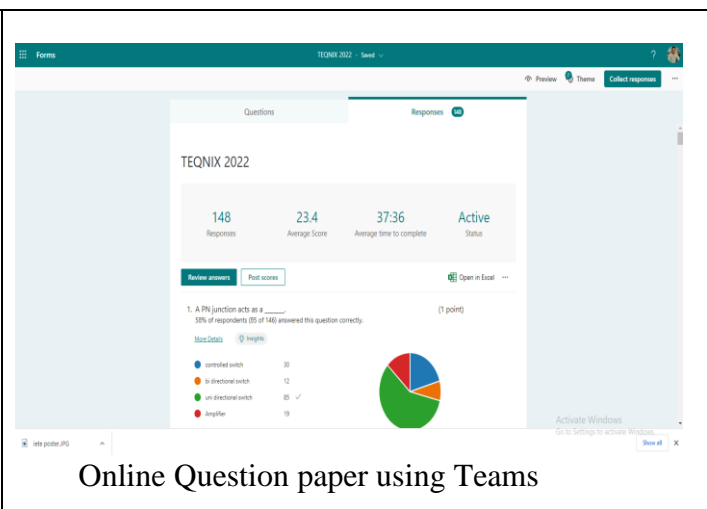 Forms
TEQNIX 2022 - Saved
?
Preview
Theme
Collect responses
...
Questions
Responses 148
TEQNIX 2022
148
Responses
23.4
Average Score
37:36
Average time to complete
Active
Status
Review answers
Post scores
Open in Excel
...
1. A PN junction acts as a ______. (1 point)
58% of respondents (85 of 146) answered this question correctly.
More Details
Insights
controlled switch 30
bi directional switch 12
uni directional switch 85 ✓
Amplifier 19
Activate Windows
Go to Settings to activate Windows.
iete poster.JPG
Show all
X
Online Question paper using Teams